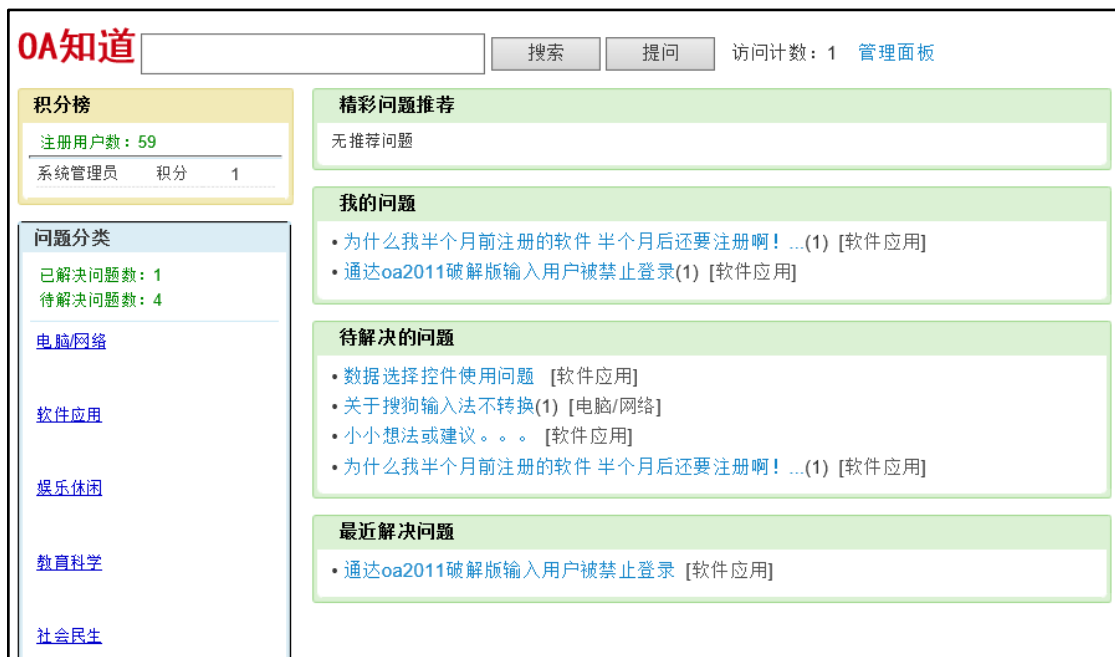 OA知道 搜索 提问 访问计数：1 管理面板
积分榜
注册用户数：59
系统管理员 积分 1
问题分类
已解决问题数：1
待解决问题数：4
电脑/网络
软件应用
娱乐休闲
教育科学
社会民生
精彩问题推荐
无推荐问题
我的问题
• 为什么我半个月前注册的软件 半个月后还要注册啊！...(1) [软件应用]
• 通达oa2011破解版输入用户被禁止登录(1) [软件应用]
待解决的问题
• 数据选择控件使用问题 [软件应用]
• 关于搜狗输入法不转换(1) [电脑/网络]
• 小小想法或建议。。。 [软件应用]
• 为什么我半个月前注册的软件 半个月后还要注册啊！...(1) [软件应用]
最近解决问题
• 通达oa2011破解版输入用户被禁止登录 [软件应用]